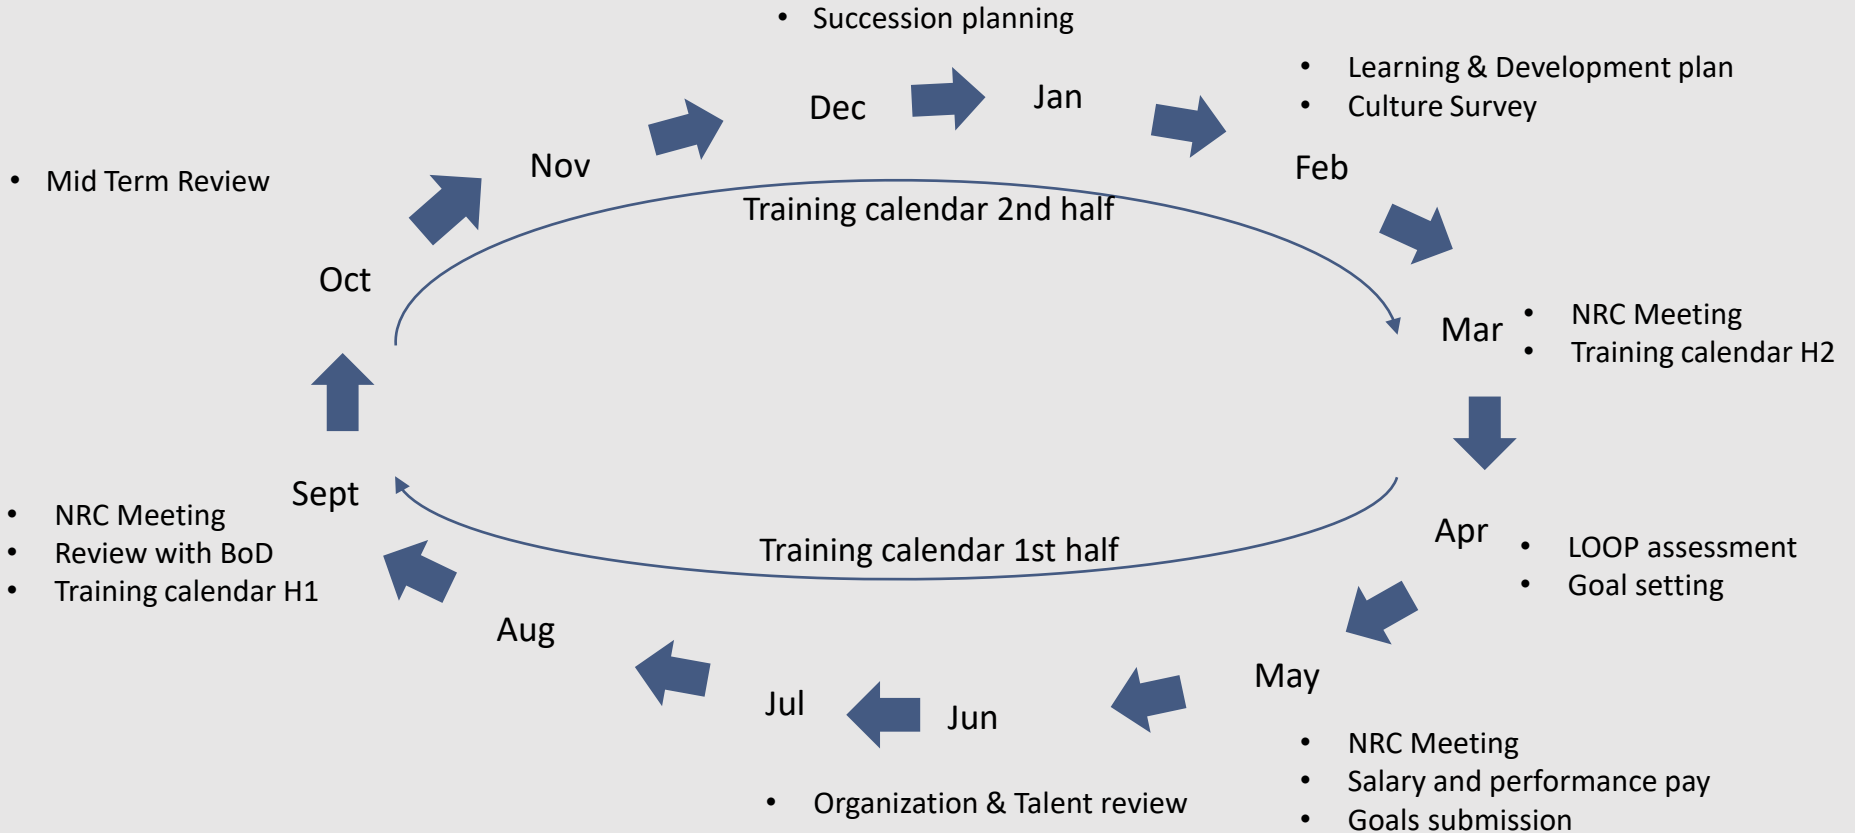 • Succession planning
Dec
Jan
• Learning & Development plan
• Culture Survey
Nov
Feb
• Mid Term Review
Training calendar 2nd half
Oct
Mar
• NRC Meeting
• Training calendar H2
Sept
• NRC Meeting
• Review with BoD
• Training calendar H1
Training calendar 1st half
Apr
• LOOP assessment
• Goal setting
Aug
May
Jul
Jun
• NRC Meeting
• Salary and performance pay
• Goals submission
• Organization & Talent review